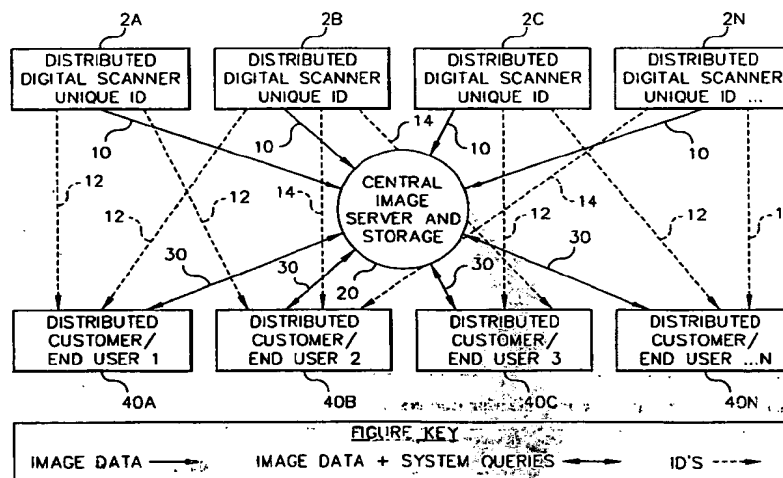 2A 2B 2C 2N
DISTRIBUTED
DIGITAL SCANNER
UNIQUE ID
DISTRIBUTED
DIGITAL SCANNER
UNIQUE ID
DISTRIBUTED
DIGITAL SCANNER
UNIQUE ID
DISTRIBUTED
DIGITAL SCANNER
UNIQUE ID ...
10 10 14 10 10
12 12 12 14 12 14 12
CENTRAL
IMAGE
SERVER AND
STORAGE
30 30 20 30 30
DISTRIBUTED
CUSTOMER/
END USER 1
DISTRIBUTED
CUSTOMER/
END USER 2
DISTRIBUTED
CUSTOMER/
END USER 3
DISTRIBUTED
CUSTOMER/
END USER ...N
40A 40B 40C 40N
FIGURE KEY
IMAGE DATA IMAGE DATA + SYSTEM QUERIES ID'S